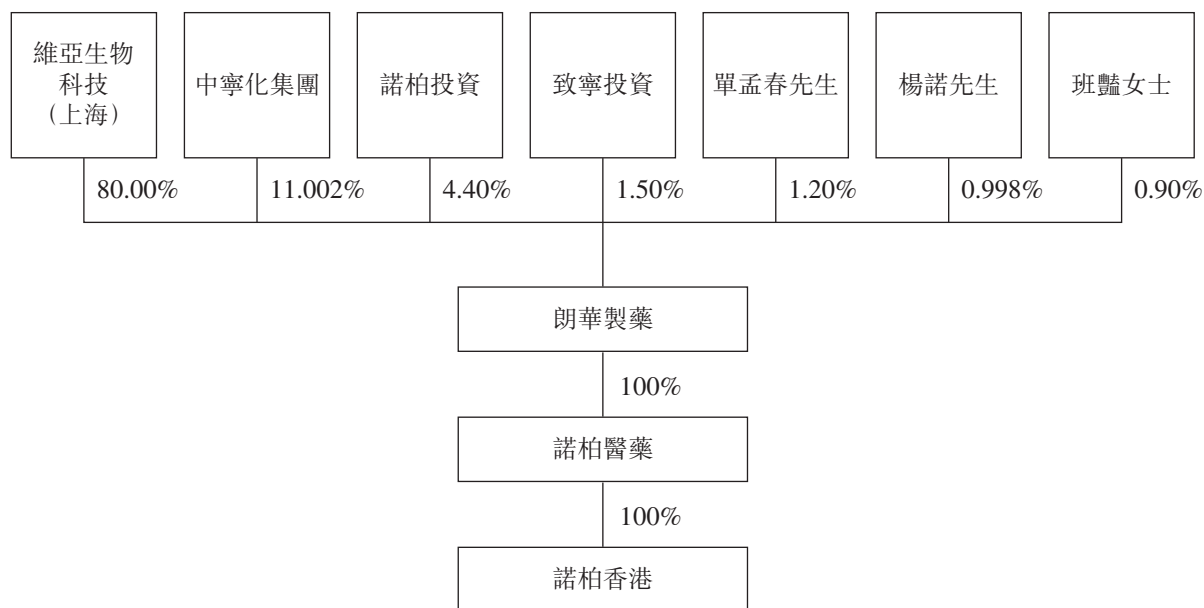 維亞生物
科技
（上海）
中寧化集團
諾柏投資
致寧投資
單孟春先生
楊諾先生
班豔女士
80.00%
11.002%
4.40%
1.50%
1.20%
0.998%
0.90%
朗華製藥
100%
諾柏醫藥
100%
諾柏香港